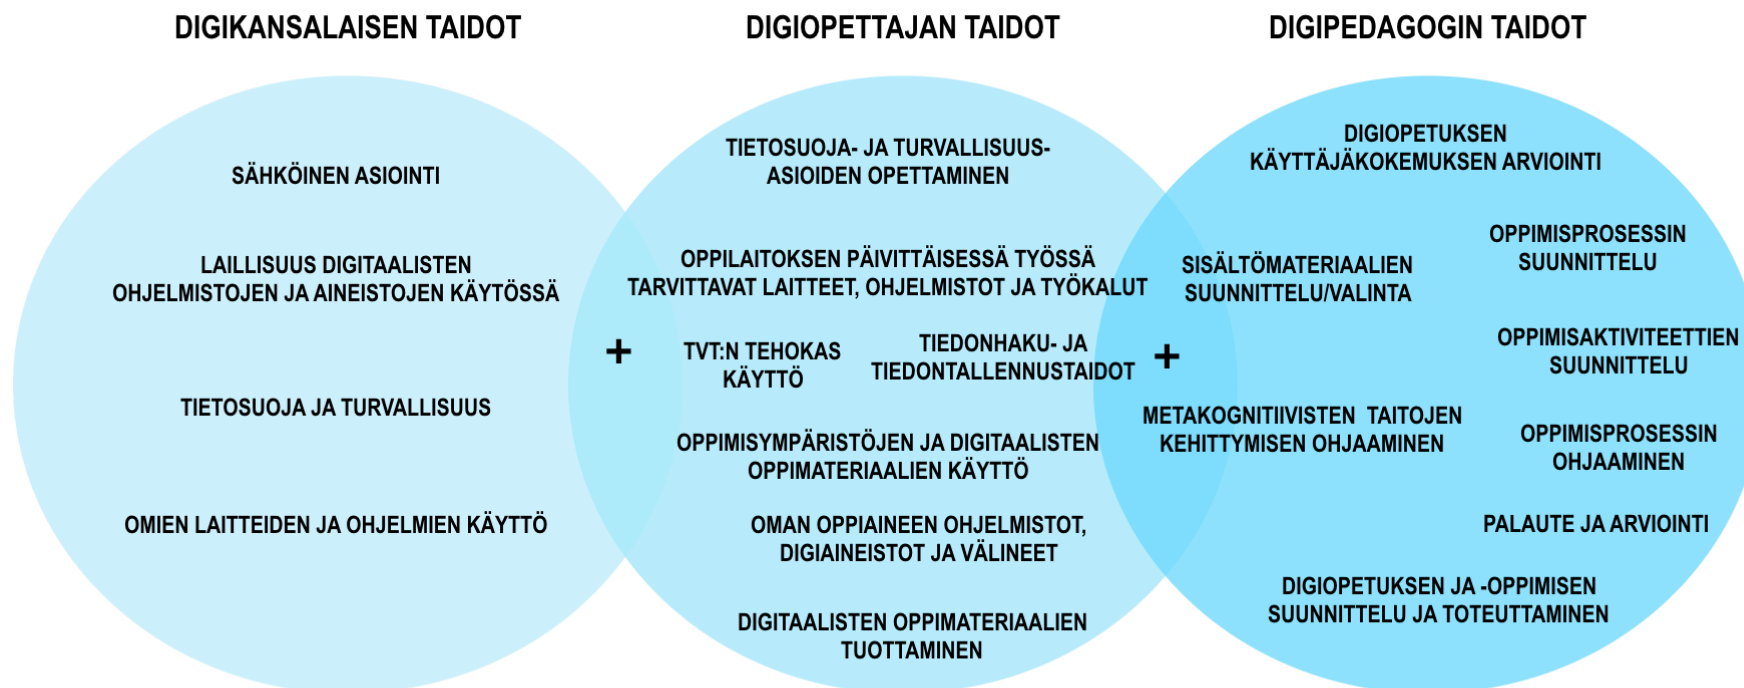 DIGIKANSALAISEN TAIDOT
SÄHKÖINEN ASIOINTI
LAILLISUUS DIGITAALISTEN
OHJELMISTOJEN JA AINEISTOJEN KÄYTÖSSÄ
TIETOSUOJA JA TURVALLISUUS
OMIEN LAITTEIDEN JA OHJELMIEN KÄYTTÖ
+
DIGIOPETTAJAN TAIDOT
TIETOSUOJA- JA TURVALLISUUS-
ASIOIDEN OPETTAMINEN
OPPILAITOKSEN PÄIVITTÄISESSÄ TYÖSSÄ
TARVITTAVAT LAITTEET, OHJELMISTOT JA TYÖKALUT
TVT:N TEHOKAS
KÄYTTÖ
TIEDONHAKU- JA
TIEDONTALLENNUSTAIDOT
OPPIMISYMPÄRISTÖJEN JA DIGITAALISTEN
OPPIMATERIAALIEN KÄYTTÖ
OMAN OPPIAINEEN OHJELMISTOT,
DIGIAINEISTOT JA VÄLINEET
DIGITAALISTEN OPPIMATERIAALIEN
TUOTTAMINEN
+
DIGIPEDAGOGIN TAIDOT
DIGIOPETUKSEN
KÄYTTÄJÄKOKEMUKSEN ARVIOINTI
OPPIMISPROSESSIN
SUUNNITTELU
SISÄLTÖMATERIAALIEN
SUUNNITTELU/VALINTA
OPPIMISAKTIVITEETTIEN
SUUNNITTELU
METAKOGNITIIVISTEN TAITOJEN
KEHITTYMISEN OHJAAMINEN
OPPIMISPROSESSIN
OHJAAMINEN
PALAUTE JA ARVIOINTI
DIGIOPETUKSEN JA -OPPIMISEN
SUUNNITTELU JA TOTEUTTAMINEN